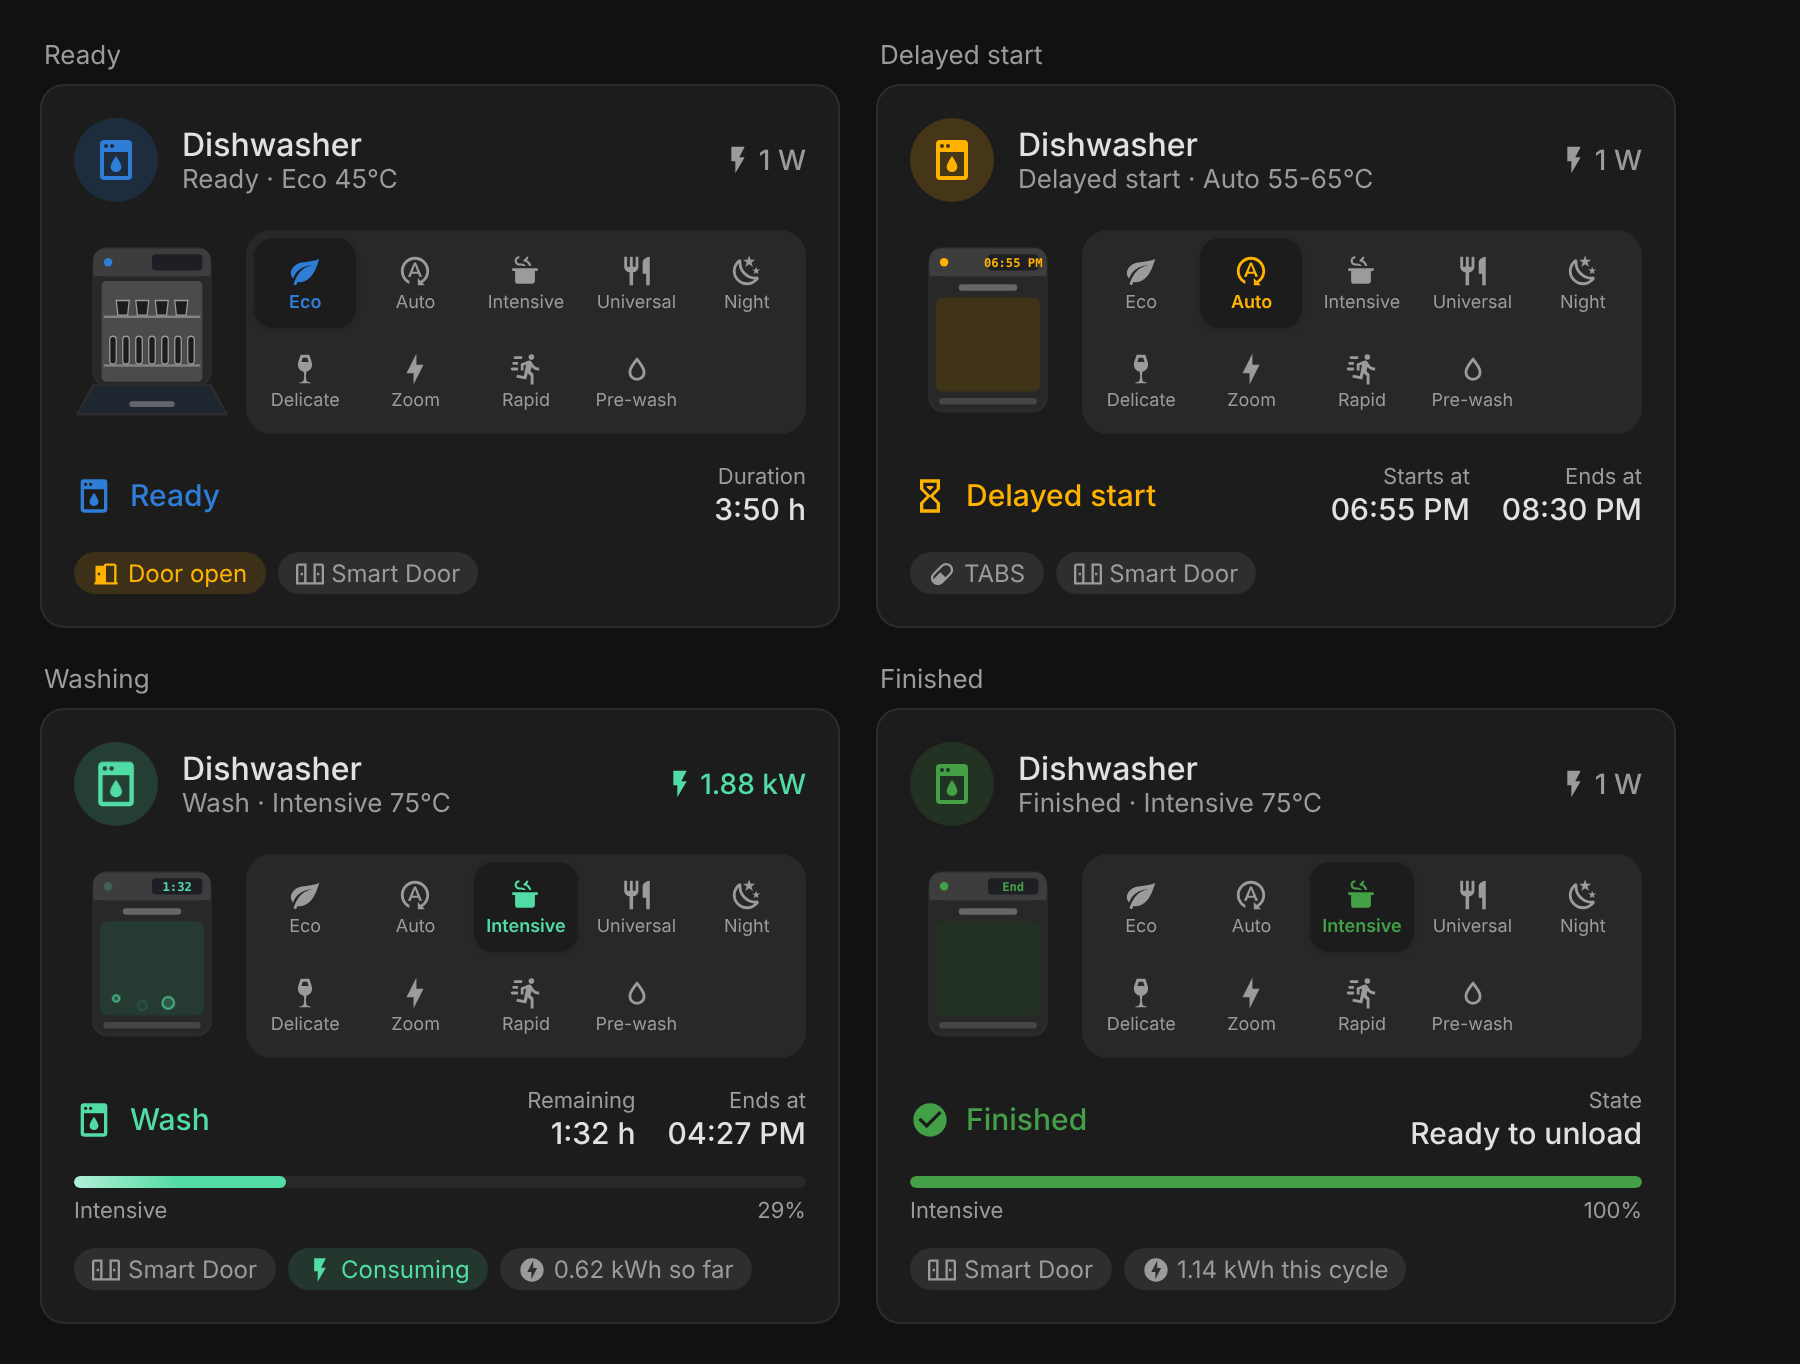 Ready
Dishwasher
Ready · Eco 45°C
1 W
Eco
Auto
Intensive
Universal
Night
Delicate
Zoom
Rapid
Pre-wash
Ready
Duration
3:50 h
Door open
Smart Door
Delayed start
Dishwasher
Delayed start · Auto 55-65°C
1 W
06:55 PM
Eco
Auto
Intensive
Universal
Night
Delicate
Zoom
Rapid
Pre-wash
Delayed start
Starts at
06:55 PM
Ends at
08:30 PM
TABS
Smart Door
Washing
Dishwasher
Wash · Intensive 75°C
1.88 kW
1:32
Eco
Auto
Intensive
Universal
Night
Delicate
Zoom
Rapid
Pre-wash
Wash
Remaining
1:32 h
Ends at
04:27 PM
Intensive
29%
Smart Door
Consuming
0.62 kWh so far
Finished
Dishwasher
Finished · Intensive 75°C
1 W
End
Eco
Auto
Intensive
Universal
Night
Delicate
Zoom
Rapid
Pre-wash
Finished
State
Ready to unload
Intensive
100%
Smart Door
1.14 kWh this cycle